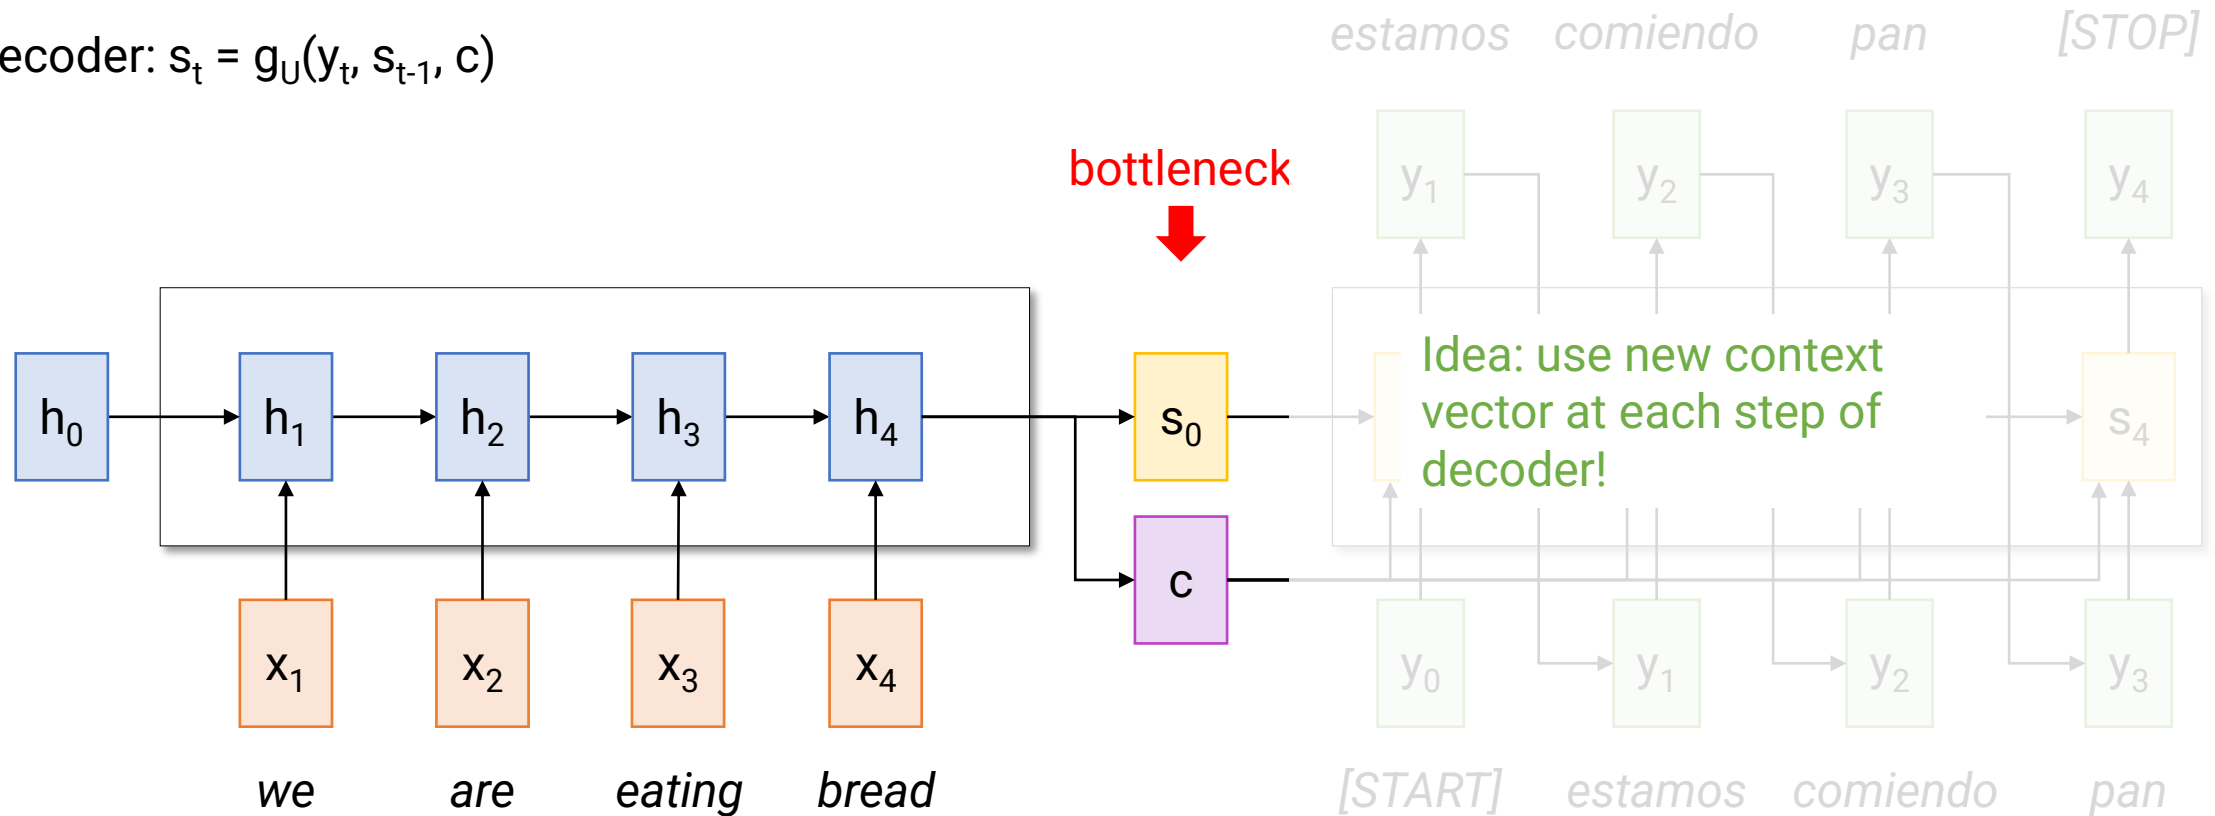 estamos comiendo pan [STOP]
ecoder: sₜ = gᵤ(yₜ, sₜ₋₁, c)
bottleneck
y₁ y₂ y₃ y₄
Idea: use new context
vector at each step of
decoder!
h₀ h₁ h₂ h₃ h₄ s₀ s₄
c
x₁ x₂ x₃ x₄ y₀ y₁ y₂ y₃
we are eating bread [START] estamos comiendo pan